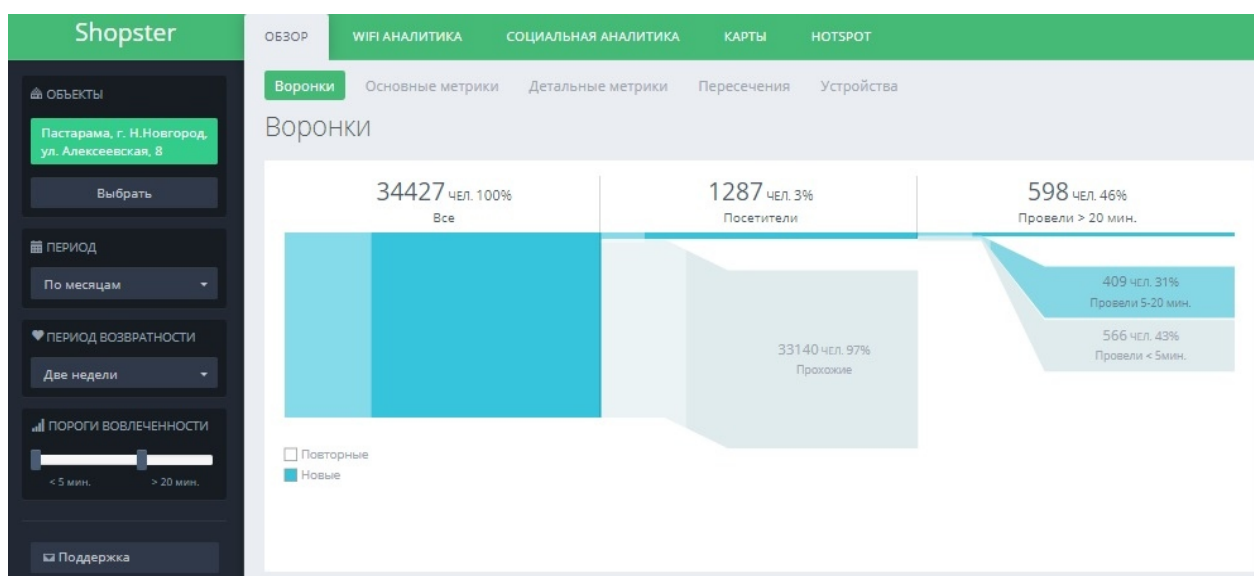 Shopster
ОБЗОР WIFI АНАЛИТИКА СОЦИАЛЬНАЯ АНАЛИТИКА КАРТЫ HOTSPOT
ОБЪЕКТЫ
Пастарама, г. Н.Новгород,
ул. Алексеевская, 8
Выбрать
ПЕРИОД
По месяцам
ПЕРИОД ВОЗВРАТНОСТИ
Две недели
ПОРОГИ ВОВЛЕЧЕННОСТИ
< 5 мин. > 20 мин.
Поддержка
Воронки Основные метрики Детальные метрики Пересечения Устройства
Воронки
34427 чел. 100%
Все
1287 чел. 3%
Посетители
598 чел. 46%
Провели > 20 мин.
33140 чел. 97%
Прохожие
409 чел. 31%
Провели 5-20 мин.
566 чел. 43%
Провели < 5мин.
Повторные
Новые